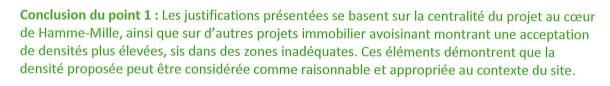 Conclusion du point 1 : Les justifications présentées se basent sur la centralité du projet au cœur
de Hamme-Mille, ainsi que sur d'autres projets immobilier avoisinant montrant une acceptation
de densités plus élevées, sis dans des zones inadéquates. Ces éléments démontrent que la
densité proposée peut être considérée comme raisonnable et appropriée au contexte du site.